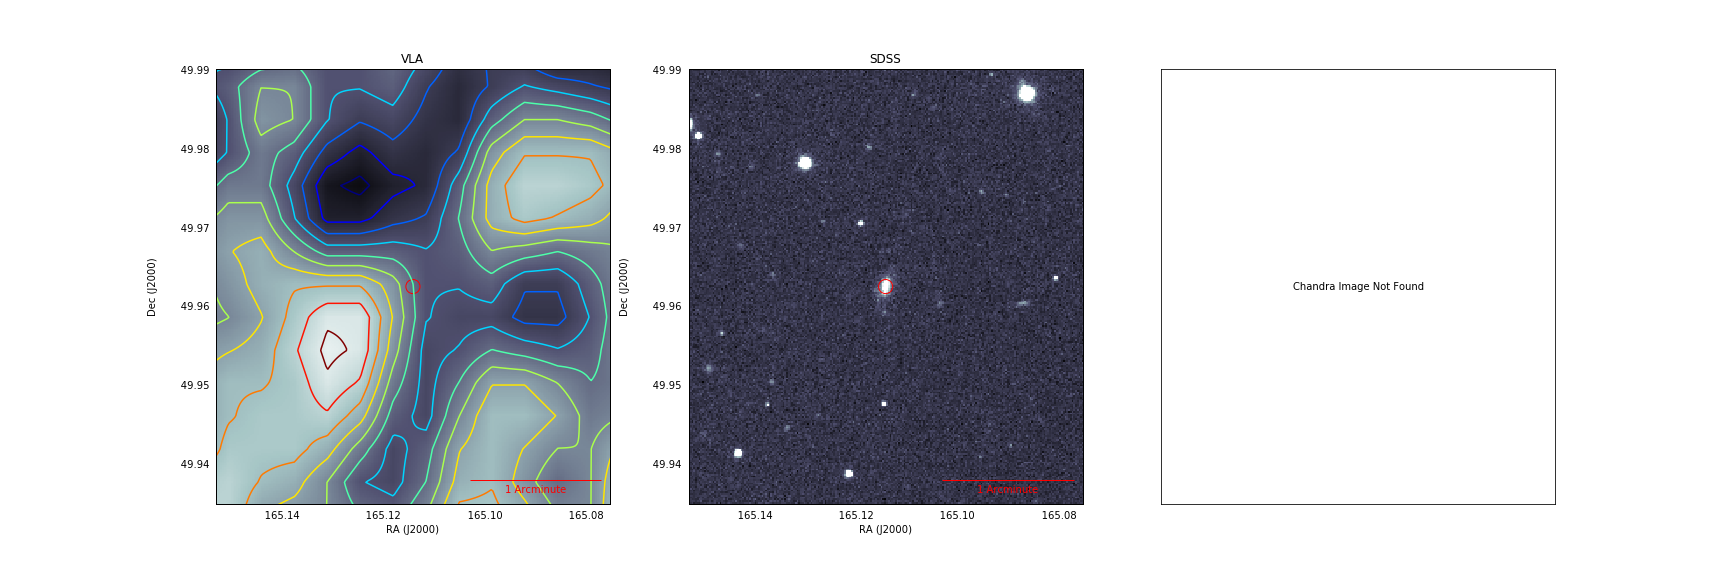 VLA
49.99
49.98
49.97
49.96
49.95
49.94
Dec (J2000)
165.14
165.12
165.10
165.08
RA (J2000)
1 Arcminute
SDSS
49.99
49.98
49.97
49.96
49.95
49.94
Dec (J2000)
165.14
165.12
165.10
165.08
RA (J2000)
1 Arcminute
Chandra Image Not Found